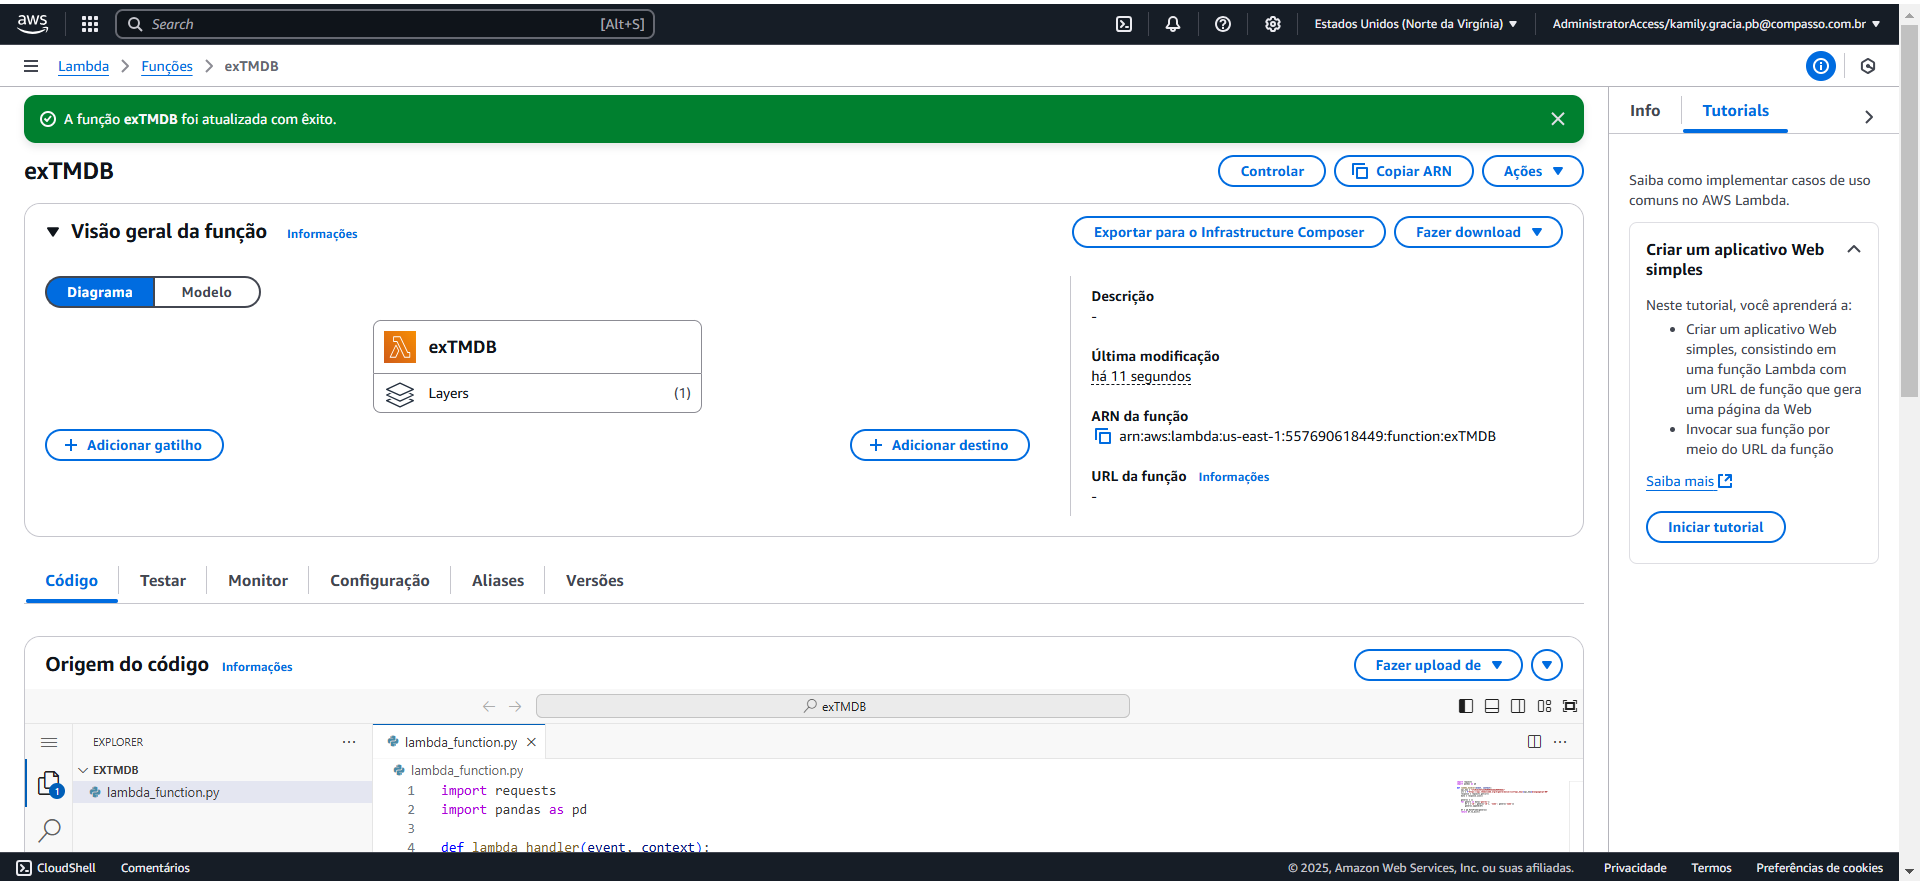 aws
Search
[Alt+S]
Estados Unidos (Norte da Virgínia)
AdministratorAccess/kamily.gracia.pb@compasso.com.br
Lambda
Funções
exTMDB
A função exTMDB foi atualizada com êxito.
Info
Tutorials
exTMDB
Controlar
Copiar ARN
Ações
Saiba como implementar casos de uso
comuns no AWS Lambda.
Visão geral da função
Informações
Exportar para o Infrastructure Composer
Fazer download
Diagrama
Modelo
exTMDB
Layers
(1)
Adicionar gatilho
Adicionar destino
Descrição
-
Última modificação
há 11 segundos
ARN da função
arn:aws:lambda:us-east-1:557690618449:function:exTMDB
URL da função
Informações
-
Criar um aplicativo Web
simples
Neste tutorial, você aprenderá a:
• Criar um aplicativo Web
simples, consistindo em
uma função Lambda com
um URL de função que gera
uma página da Web
• Invocar sua função por
meio do URL da função
Saiba mais
Iniciar tutorial
Código
Testar
Monitor
Configuração
Aliases
Versões
Origem do código
Informações
Fazer upload de
exTMDB
EXPLORER
EXTMDB
lambda_function.py
1
lambda_function.py
lambda_function.py
1 import requests
2 import pandas as pd
3
4 def lambda_handler(event, context):
CloudShell
Comentários
© 2025, Amazon Web Services, Inc. ou suas afiliadas.
Privacidade
Termos
Preferências de cookies